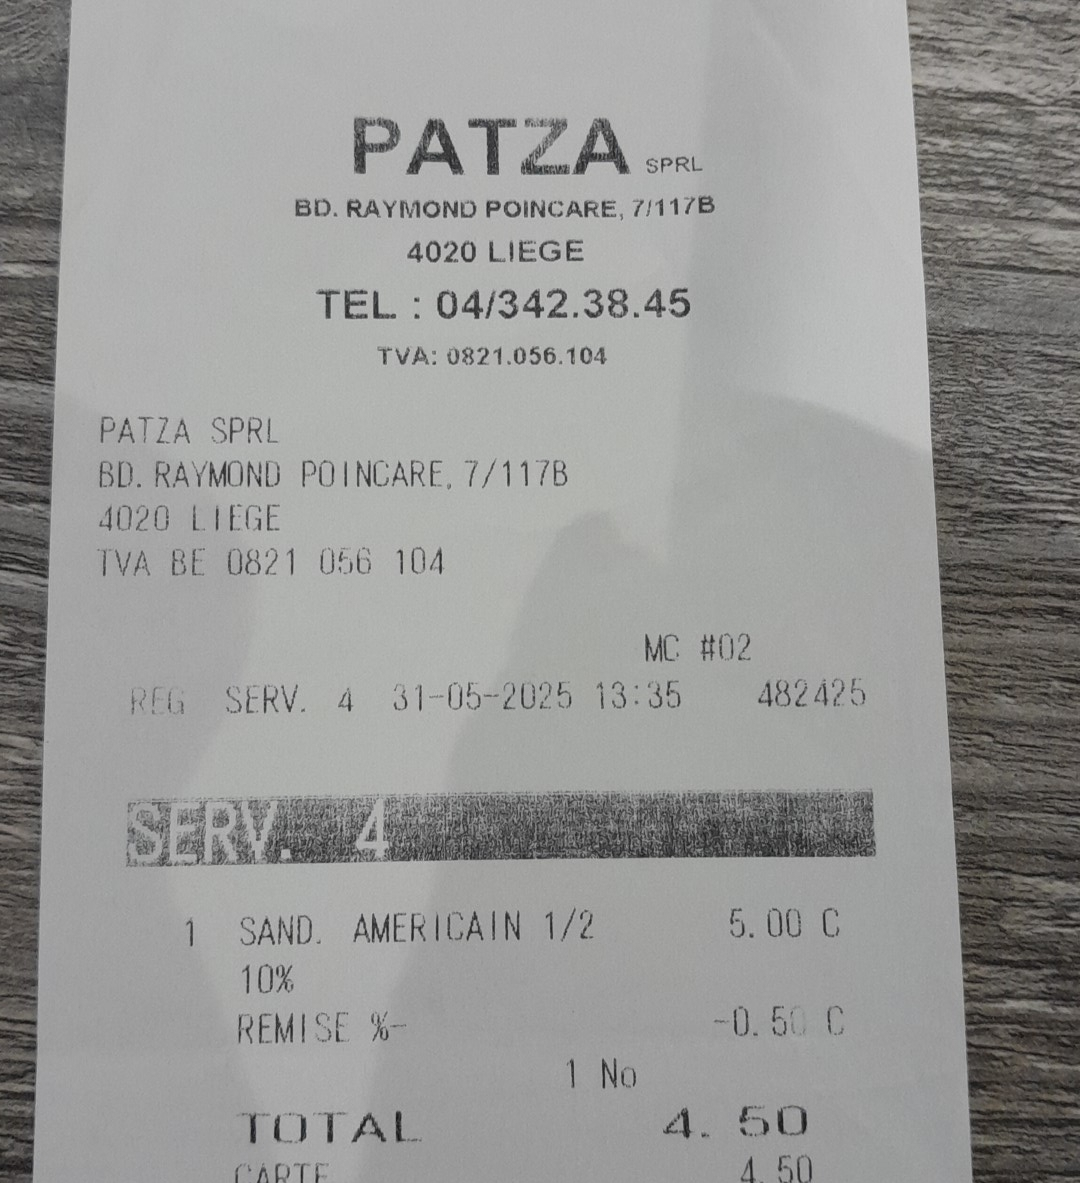 PATZA SPRL
BD. RAYMOND POINCARE, 7/117B
4020 LIEGE
TEL : 04/342.38.45
TVA: 0821.056.104
PATZA SPRL
BD. RAYMOND POINCARE, 7/117B
4020 LIEGE
TVA BE 0821 056 104
MC #02
REG SERV. 4 31-05-2025 13:35 482425
SERV. 4
1 SAND. AMERICAIN 1/2 5.00 C
10%
REMISE %- -0.50 C
1 No
TOTAL 4.50
CARTE 4.50